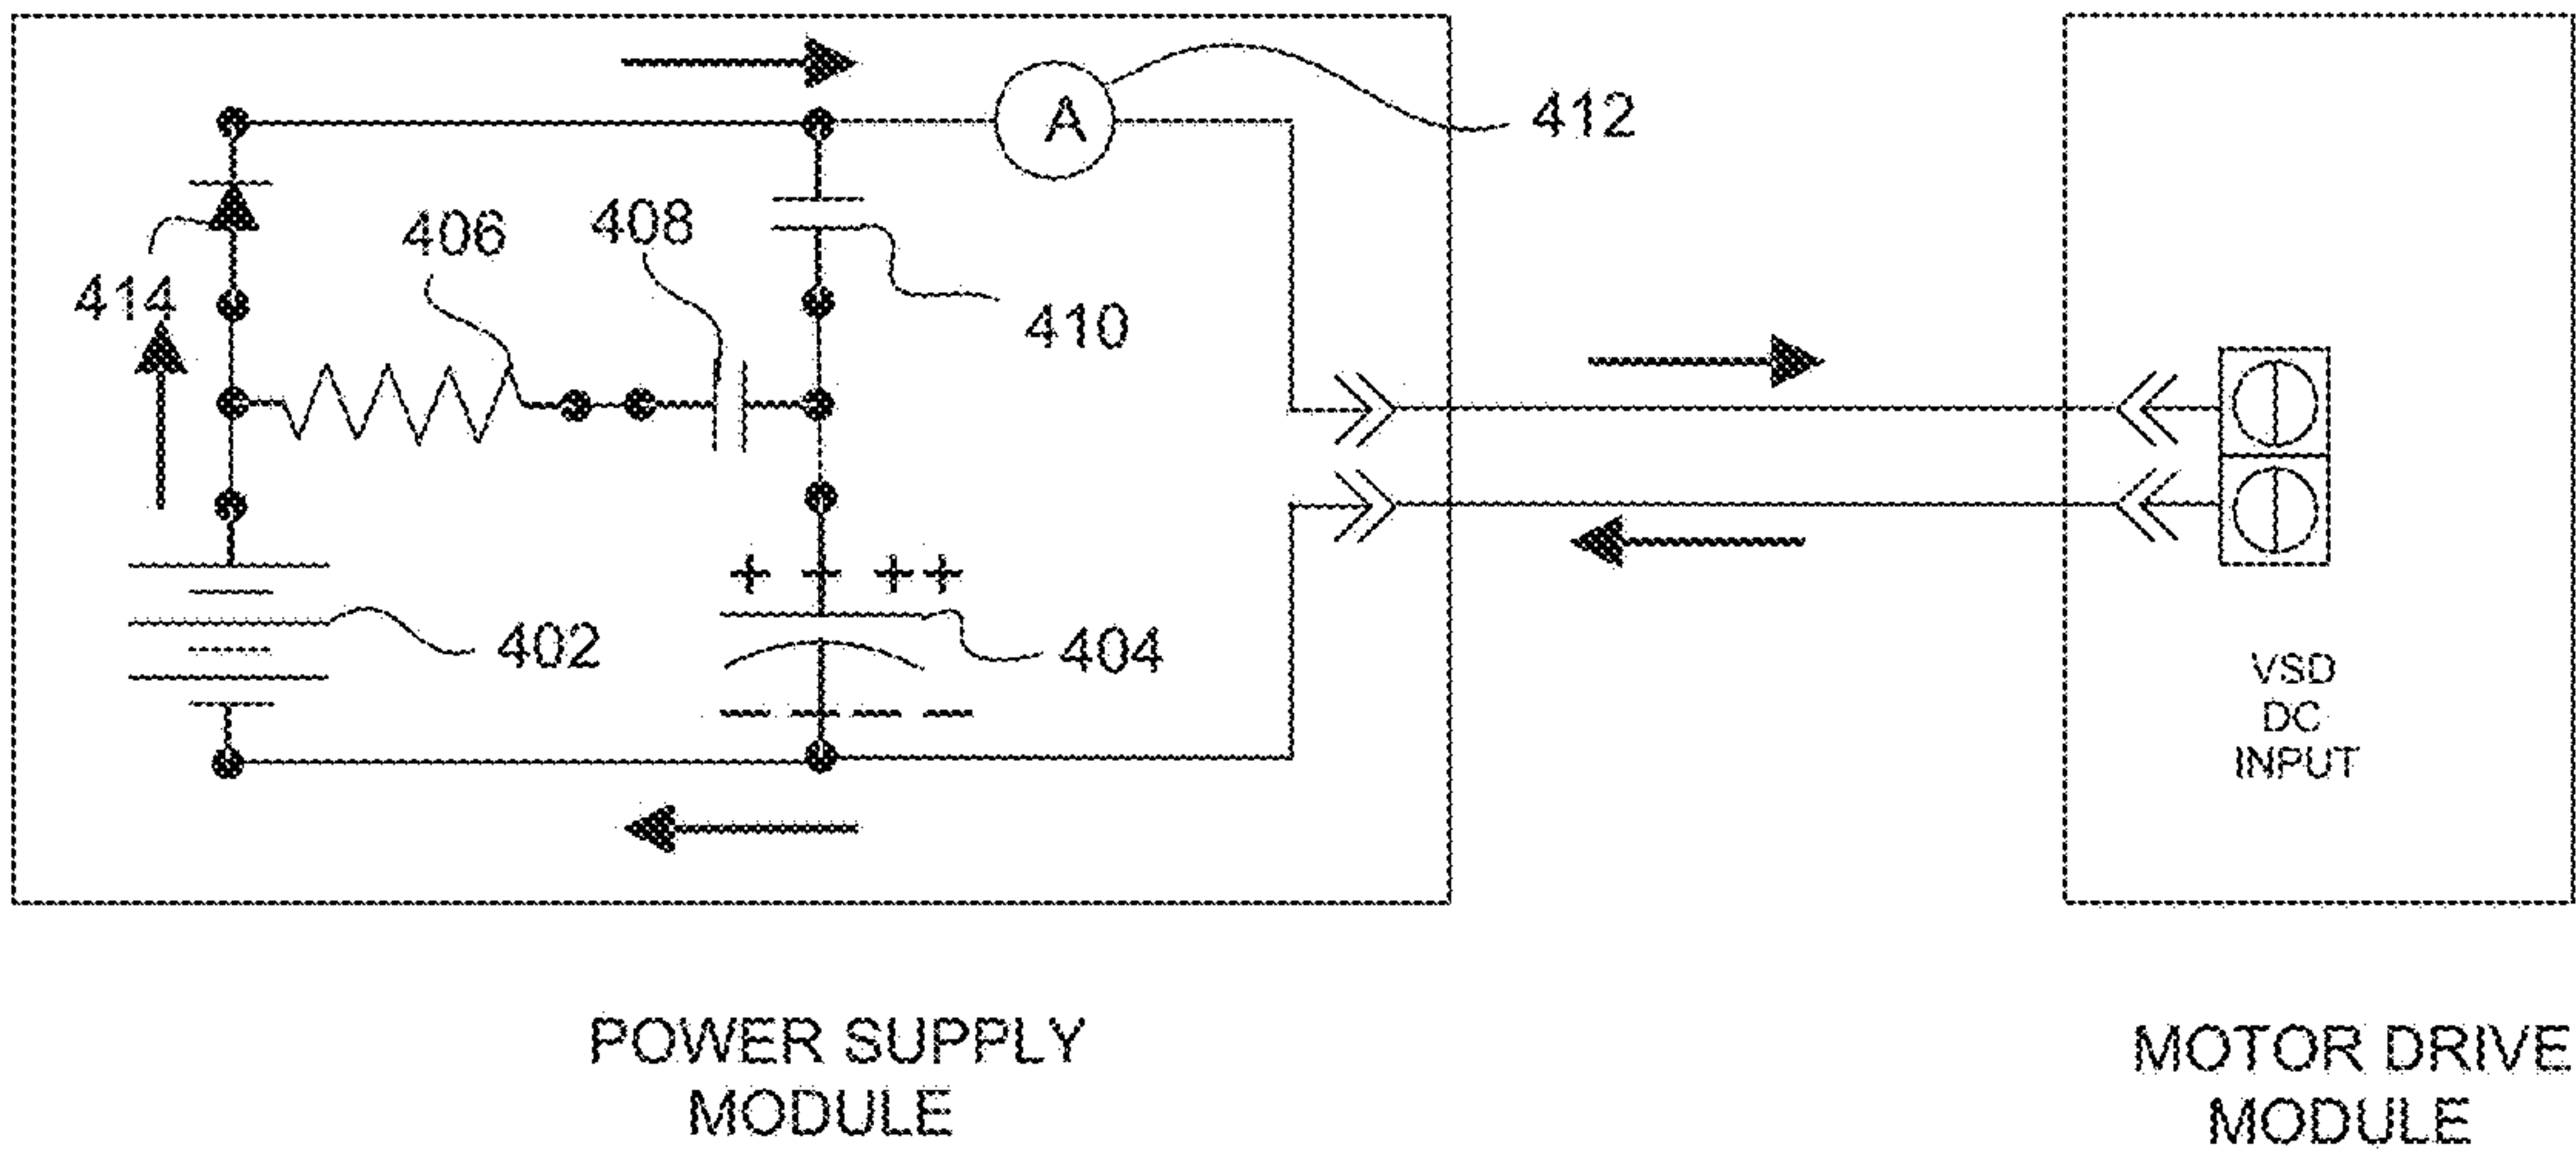 A
412
406
408
414
410
402
+ + ++
404
— — — —
VSD
DC
INPUT
POWER SUPPLY
MODULE
MOTOR DRIVE
MODULE